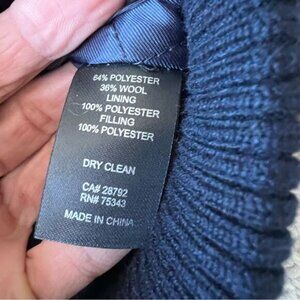 64% POLYESTER
36% WOOL
LINING
100% POLYESTER
FILLING
100% POLYESTER
DRY CLEAN
CA# 28792
RN# 75343
MADE IN CHINA